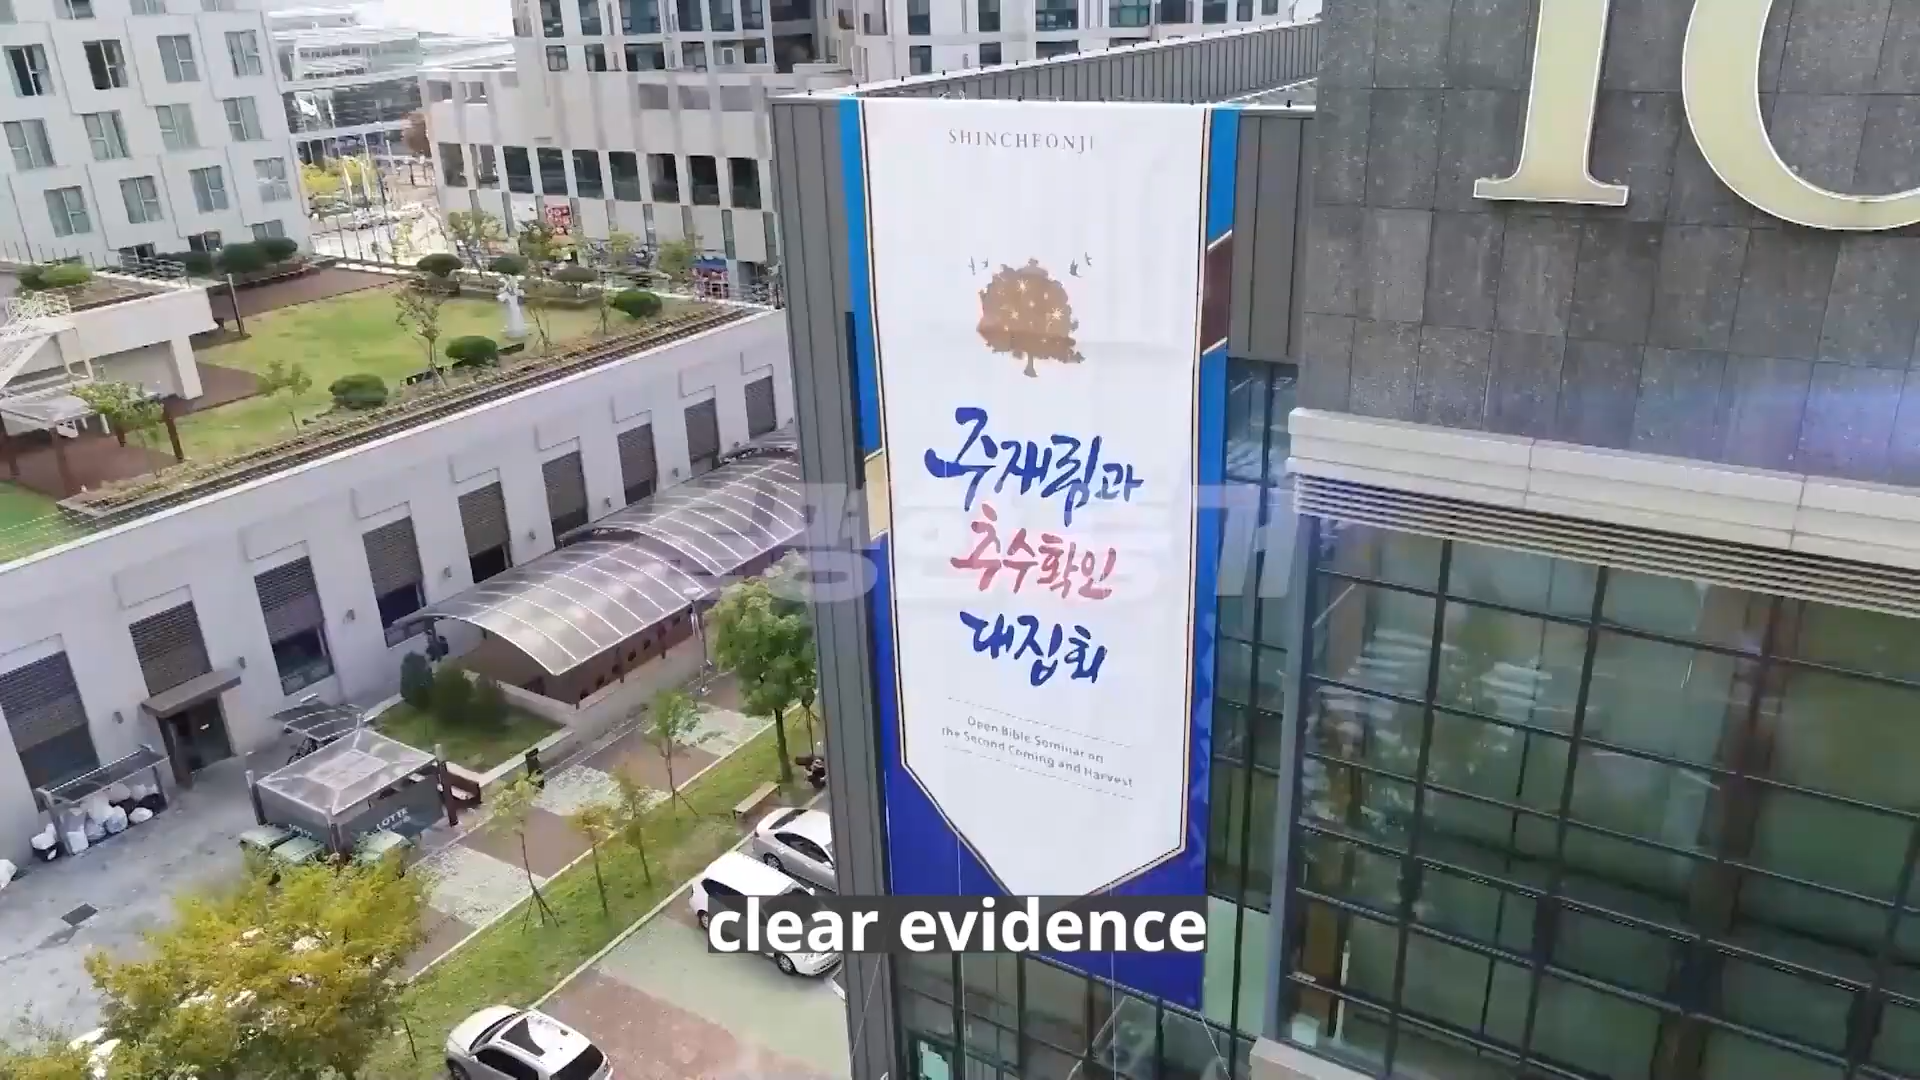 SHINCHEONJI
주재림과
추수확인
대집회
Open Bible Seminar on
the Second Coming and Harvest
LOTTE
clear evidence